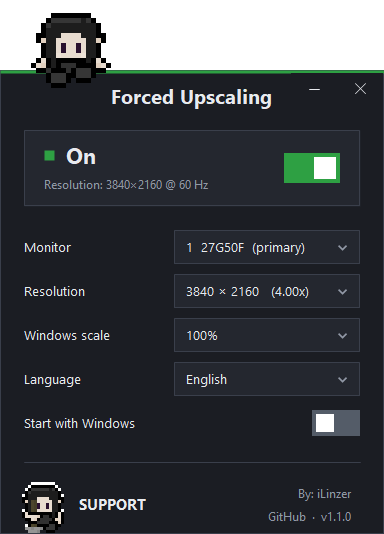 Forced Upscaling
On
Resolution: 3840×2160 @ 60 Hz
Monitor 1 27G50F (primary)
Resolution 3840 × 2160 (4.00x)
Windows scale 100%
Language English
Start with Windows
SUPPORT
By: iLinzer
GitHub · v1.1.0